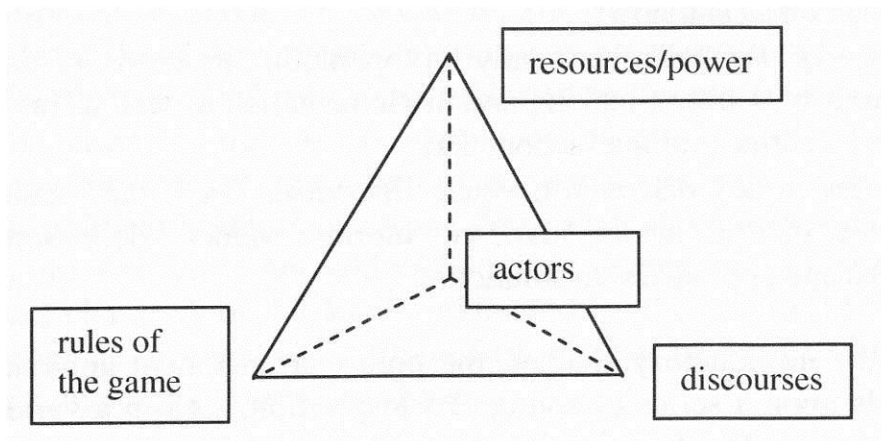 resources/power
actors
rules of
the game
discourses